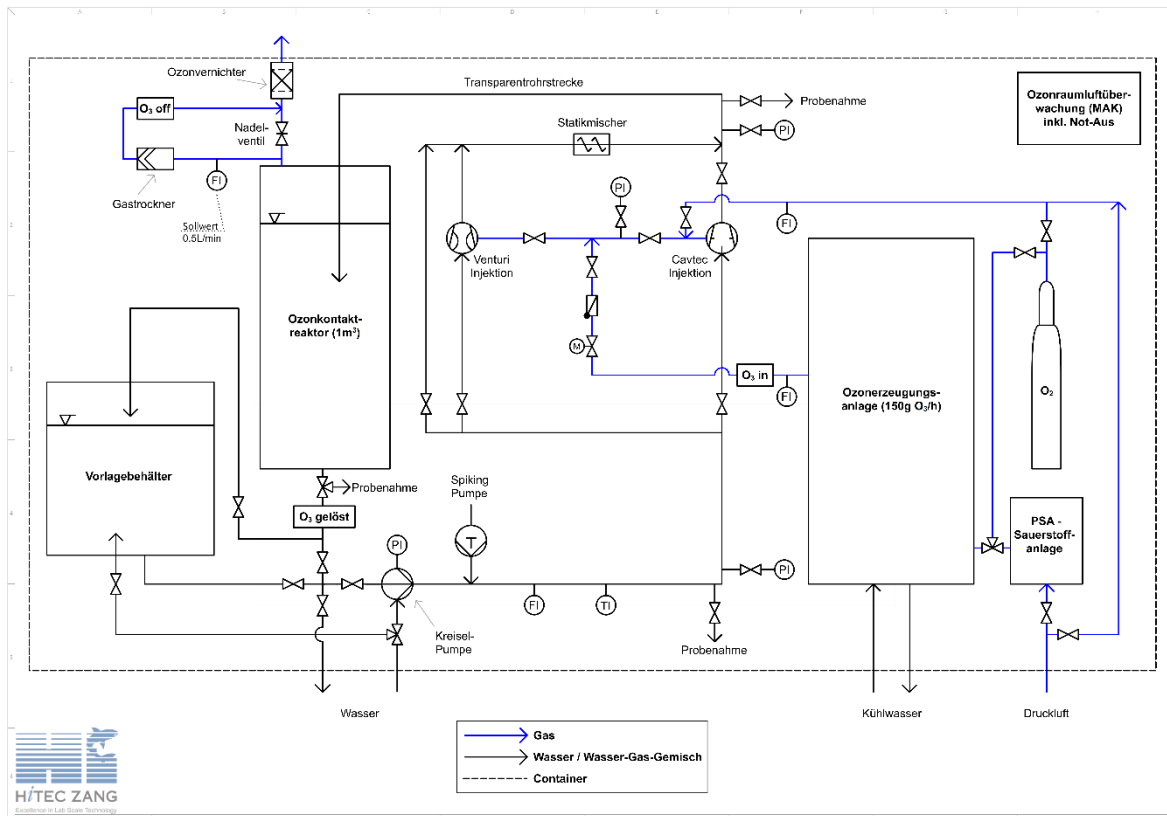 Ozonvernichter
O₃ off
Nadel-
ventil
Gastrockner
FI
Sollwert
0.5L/min
Transparentrohrstrecke
Probenahme
PI
Statikmischer
Ozonraumluftüber-
wachung (MAK)
inkl. Not-Aus
PI
FI
Venturi
Injektion
Cavtec
Injektion
Ozonkontakt-
reaktor (1m³)
M
O₃ in
FI
Ozonerzeugungs-
anlage (150g O₃/h)
O₂
Vorlagebehälter
Probenahme
O₃ gelöst
Spiking
Pumpe
T
PI
PSA -
Sauerstoff-
anlage
PI
FI
TI
Kreisel-
Pumpe
Probenahme
Wasser
Kühlwasser
Druckluft
Gas
Wasser / Wasser-Gas-Gemisch
Container
HiTEC ZANG
Excellence in Lab Scale Technology